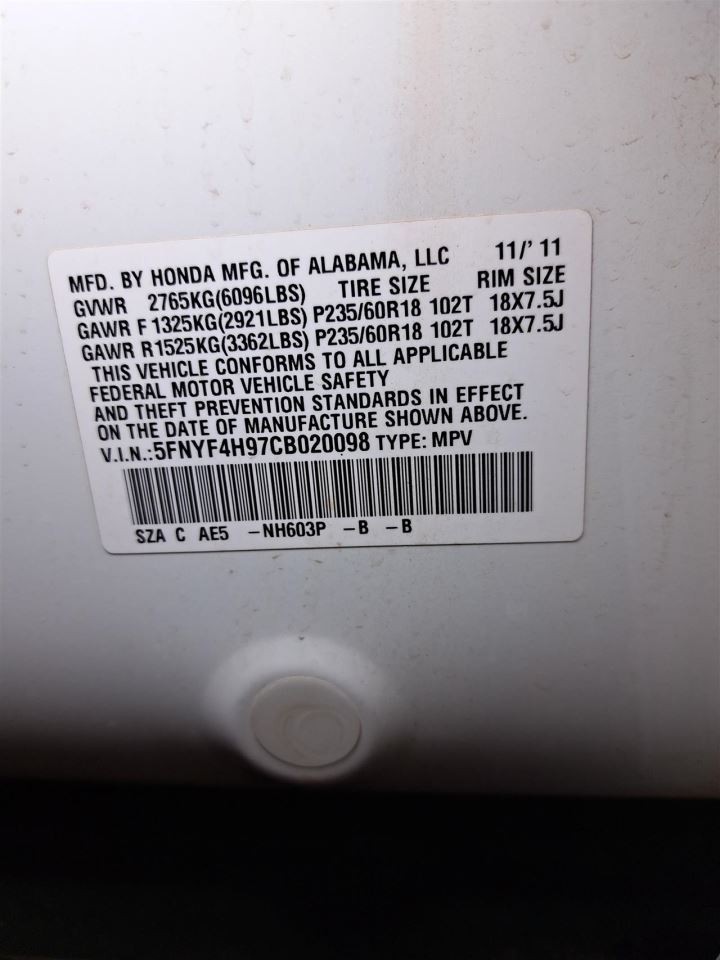 MFD. BY HONDA MFG. OF ALABAMA, LLC 11/' 11
GVWR 2765KG(6096LBS) TIRE SIZE RIM SIZE
GAWR F 1325KG(2921LBS) P235/60R18 102T 18X7.5J
GAWR R1525KG(3362LBS) P235/60R18 102T 18X7.5J
THIS VEHICLE CONFORMS TO ALL APPLICABLE
FEDERAL MOTOR VEHICLE SAFETY
AND THEFT PREVENTION STANDARDS IN EFFECT
ON THE DATE OF MANUFACTURE SHOWN ABOVE.
V.I.N.:5FNYF4H97CB020098 TYPE: MPV
SZA C AE5 -NH603P -B -B